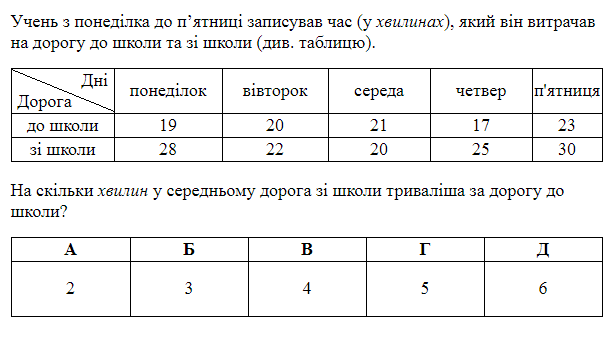 Учень з понеділка до п’ятниці записував час (у хвилинах), який він витрачав
на дорогу до школи та зі школи (див. таблицю).
Дні
Дорога понеділок вівторок середа четвер п'ятниця
до школи 19 20 21 17 23
зі школи 28 22 20 25 30
На скільки хвилин у середньому дорога зі школи триваліша за дорогу до
школи?
А Б В Г Д
2 3 4 5 6